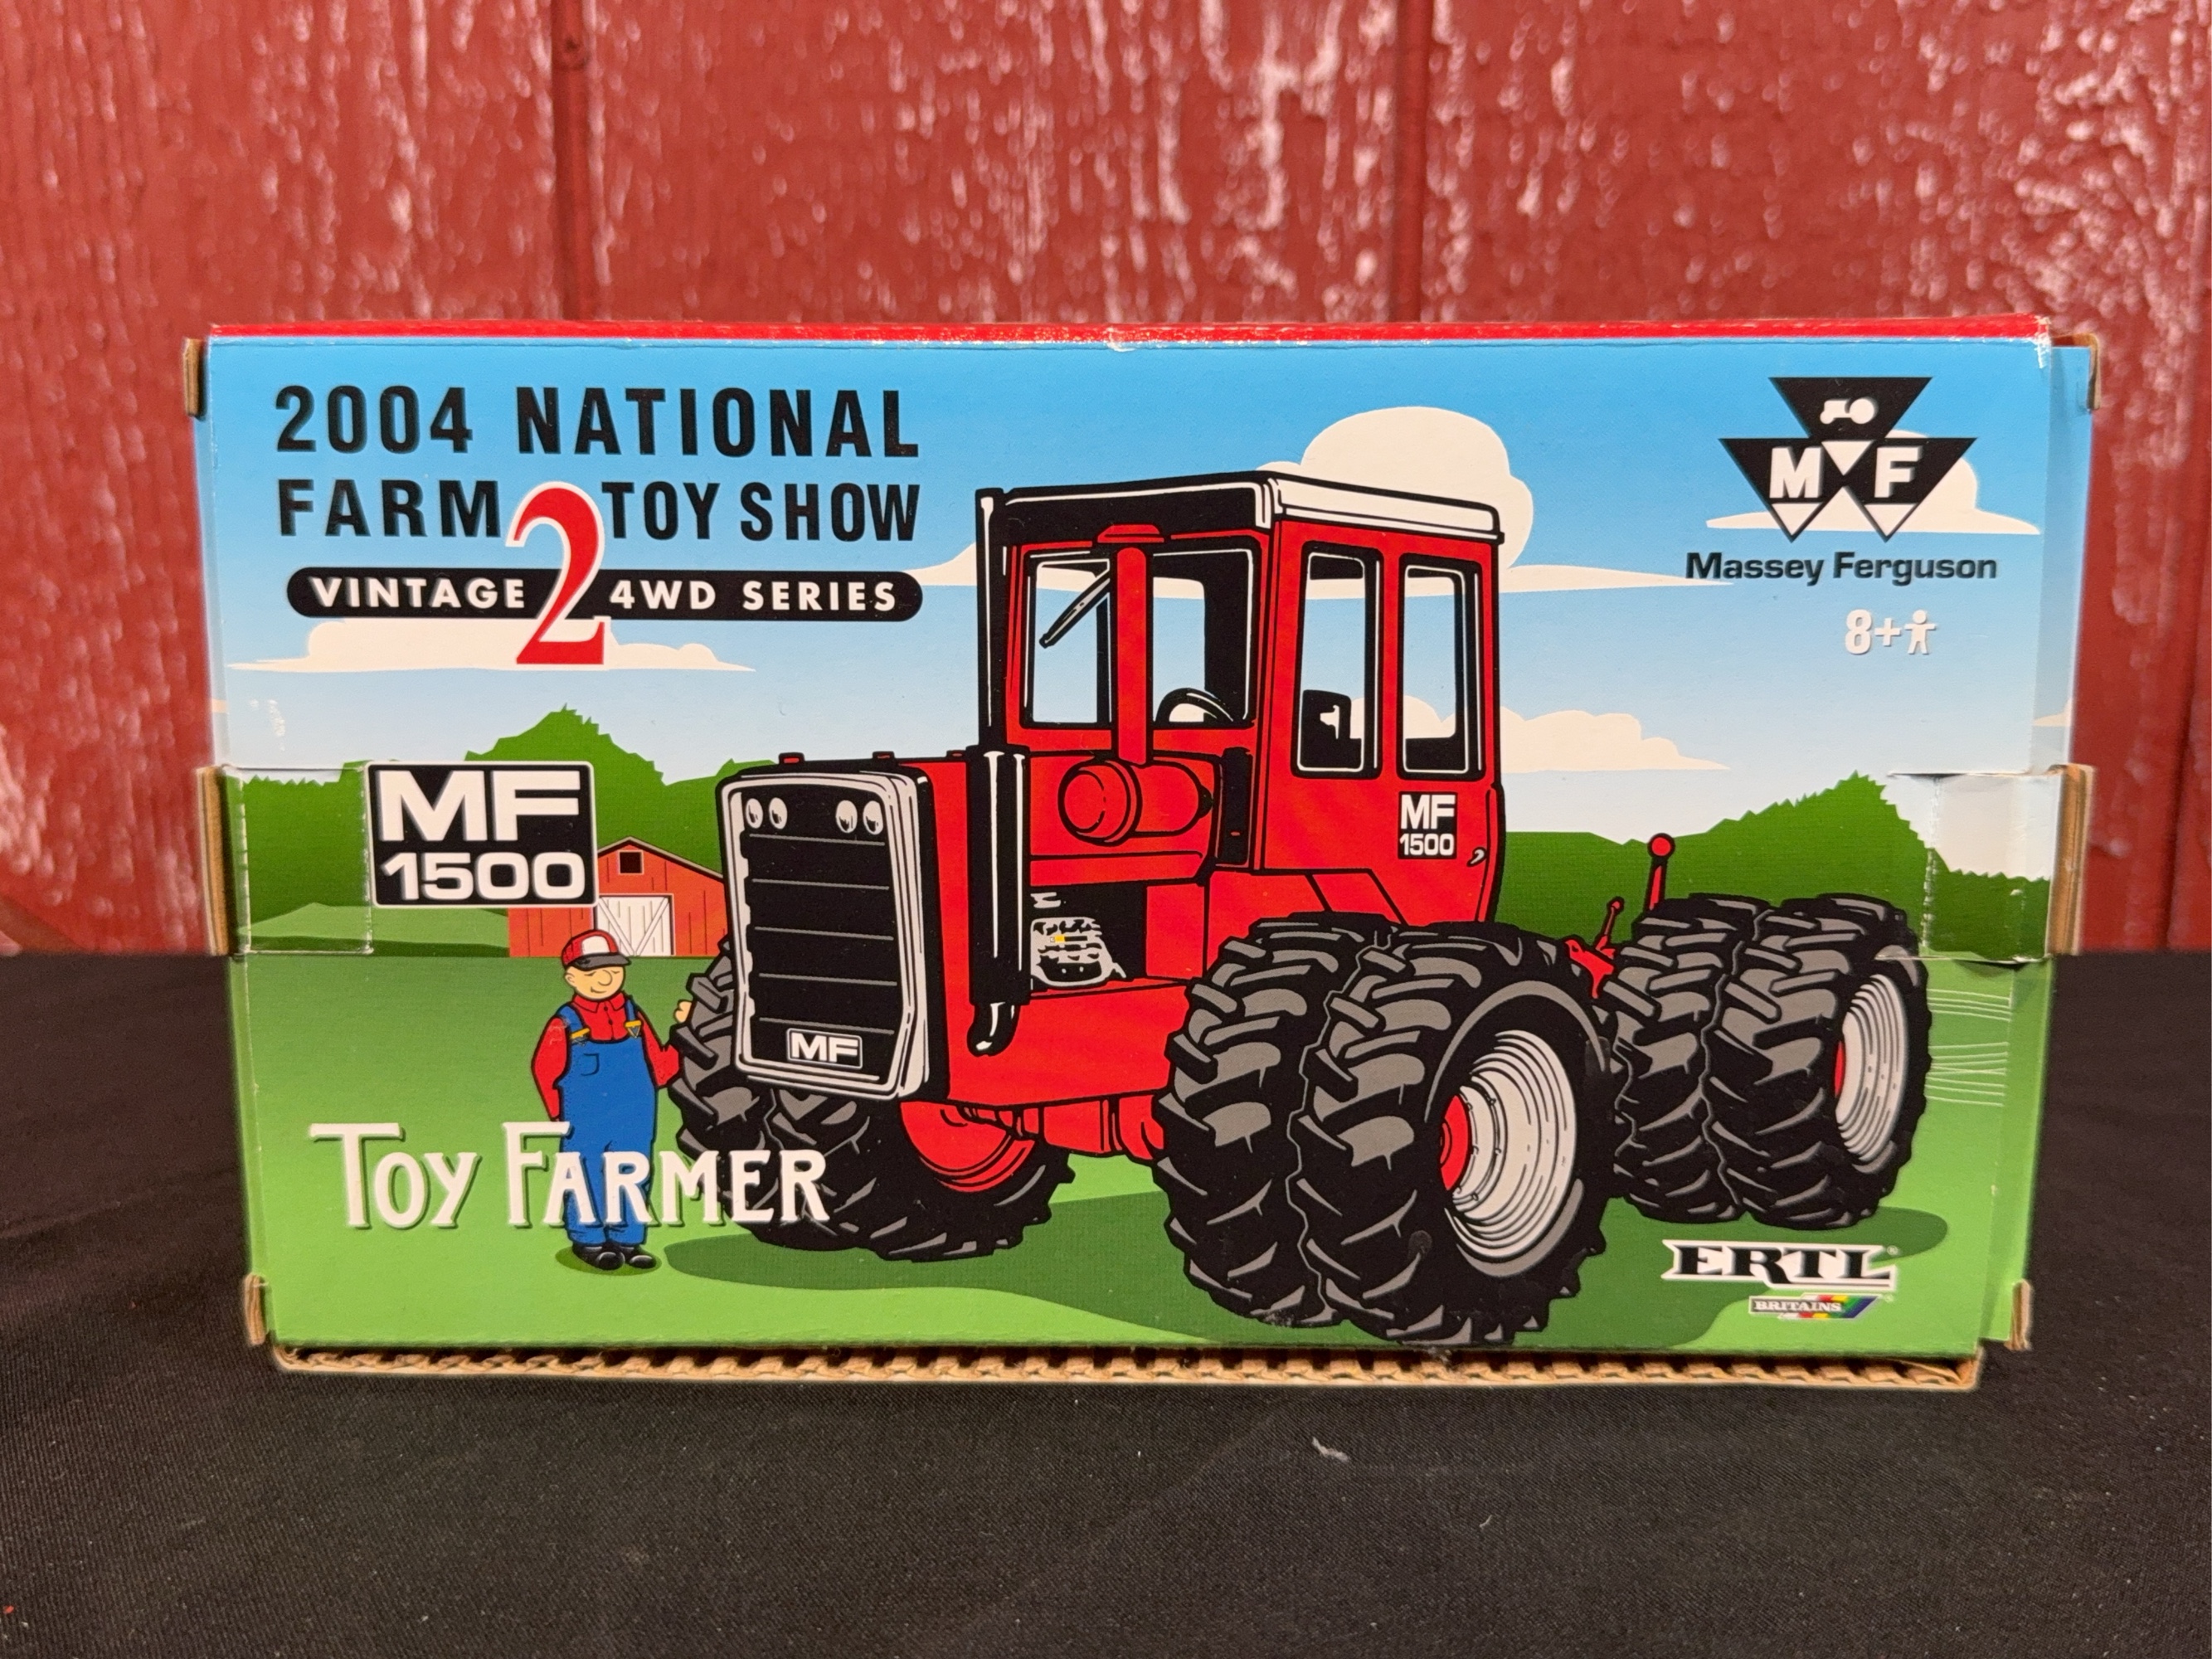 2004 NATIONAL
FARM TOY SHOW
VINTAGE 2 4WD SERIES
MF
Massey Ferguson
8+
MF
1500
MF
1500
MF
TOY FARMER
ERTL
BRITAINS